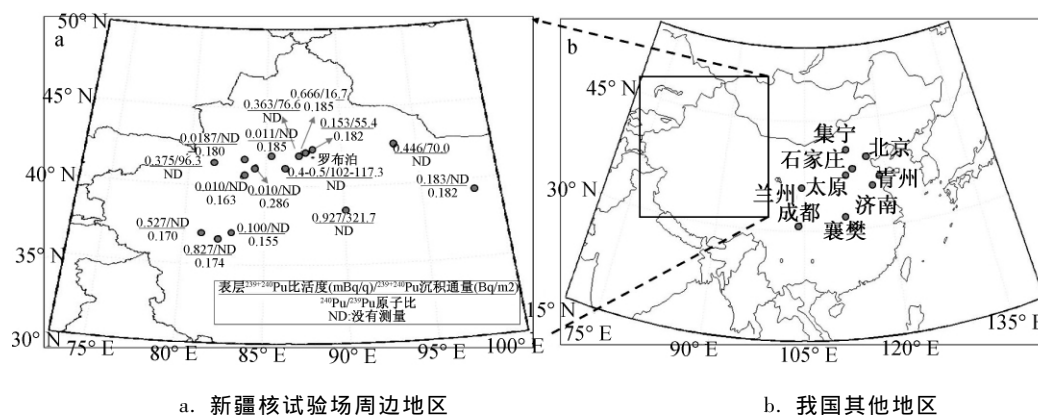 50° N
a
45° N
40° N
35° N
30° N
75° E
80° E
85° E
90° E
95° E
100° E
0.666/16.7
0.185
0.363/76.6
ND
0.153/55.4
0.182
0.0187/ND
0.180
0.011/ND
0.185
0.375/96.3
ND
罗布泊
0.446/70.0
ND
0.4-0.5/102-117.3
ND
0.010/ND
0.163
0.010/ND
0.286
0.183/ND
0.182
0.527/ND
0.170
0.100/ND
0.155
0.927/321.7
ND
0.827/ND
0.174
表层239+240Pu比活度(mBq/q)/239+240Pu沉积通量(Bq/m2)
240Pu/239Pu原子比
ND:没有测量
b
45° N
30° N
15° N
75° E
90° E
105° E
120° E
135° E
集宁
北京
石家庄
青州
兰州
太原
济南
成都
襄樊
a. 新疆核试验场周边地区
b. 我国其他地区